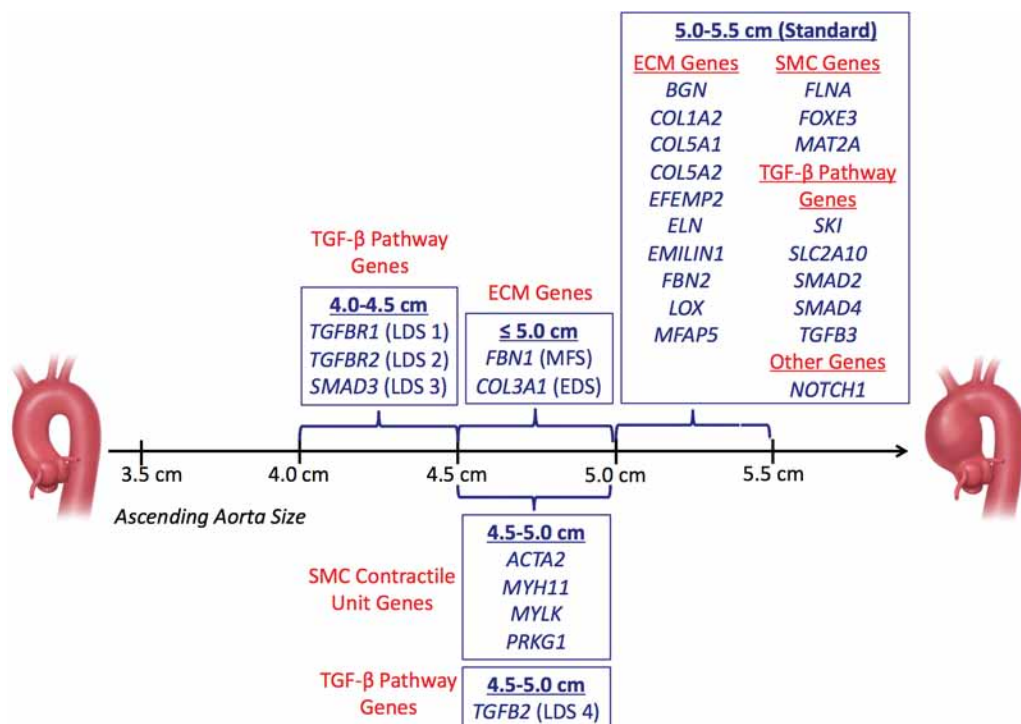 5.0-5.5 cm (Standard)
ECM Genes
BGN
COL1A2
COL5A1
COL5A2
EFEMP2
ELN
EMILIN1
FBN2
LOX
MFAP5
SMC Genes
FLNA
FOXE3
MAT2A
TGF-β Pathway
Genes
SKI
SLC2A10
SMAD2
SMAD4
TGFB3
Other Genes
NOTCH1
TGF-β Pathway
Genes
4.0-4.5 cm
TGFBR1 (LDS 1)
TGFBR2 (LDS 2)
SMAD3 (LDS 3)
ECM Genes
≤ 5.0 cm
FBN1 (MFS)
COL3A1 (EDS)
3.5 cm
4.0 cm
4.5 cm
5.0 cm
5.5 cm
Ascending Aorta Size
SMC Contractile
Unit Genes
4.5-5.0 cm
ACTA2
MYH11
MYLK
PRKG1
TGF-β Pathway
Genes
4.5-5.0 cm
TGFB2 (LDS 4)